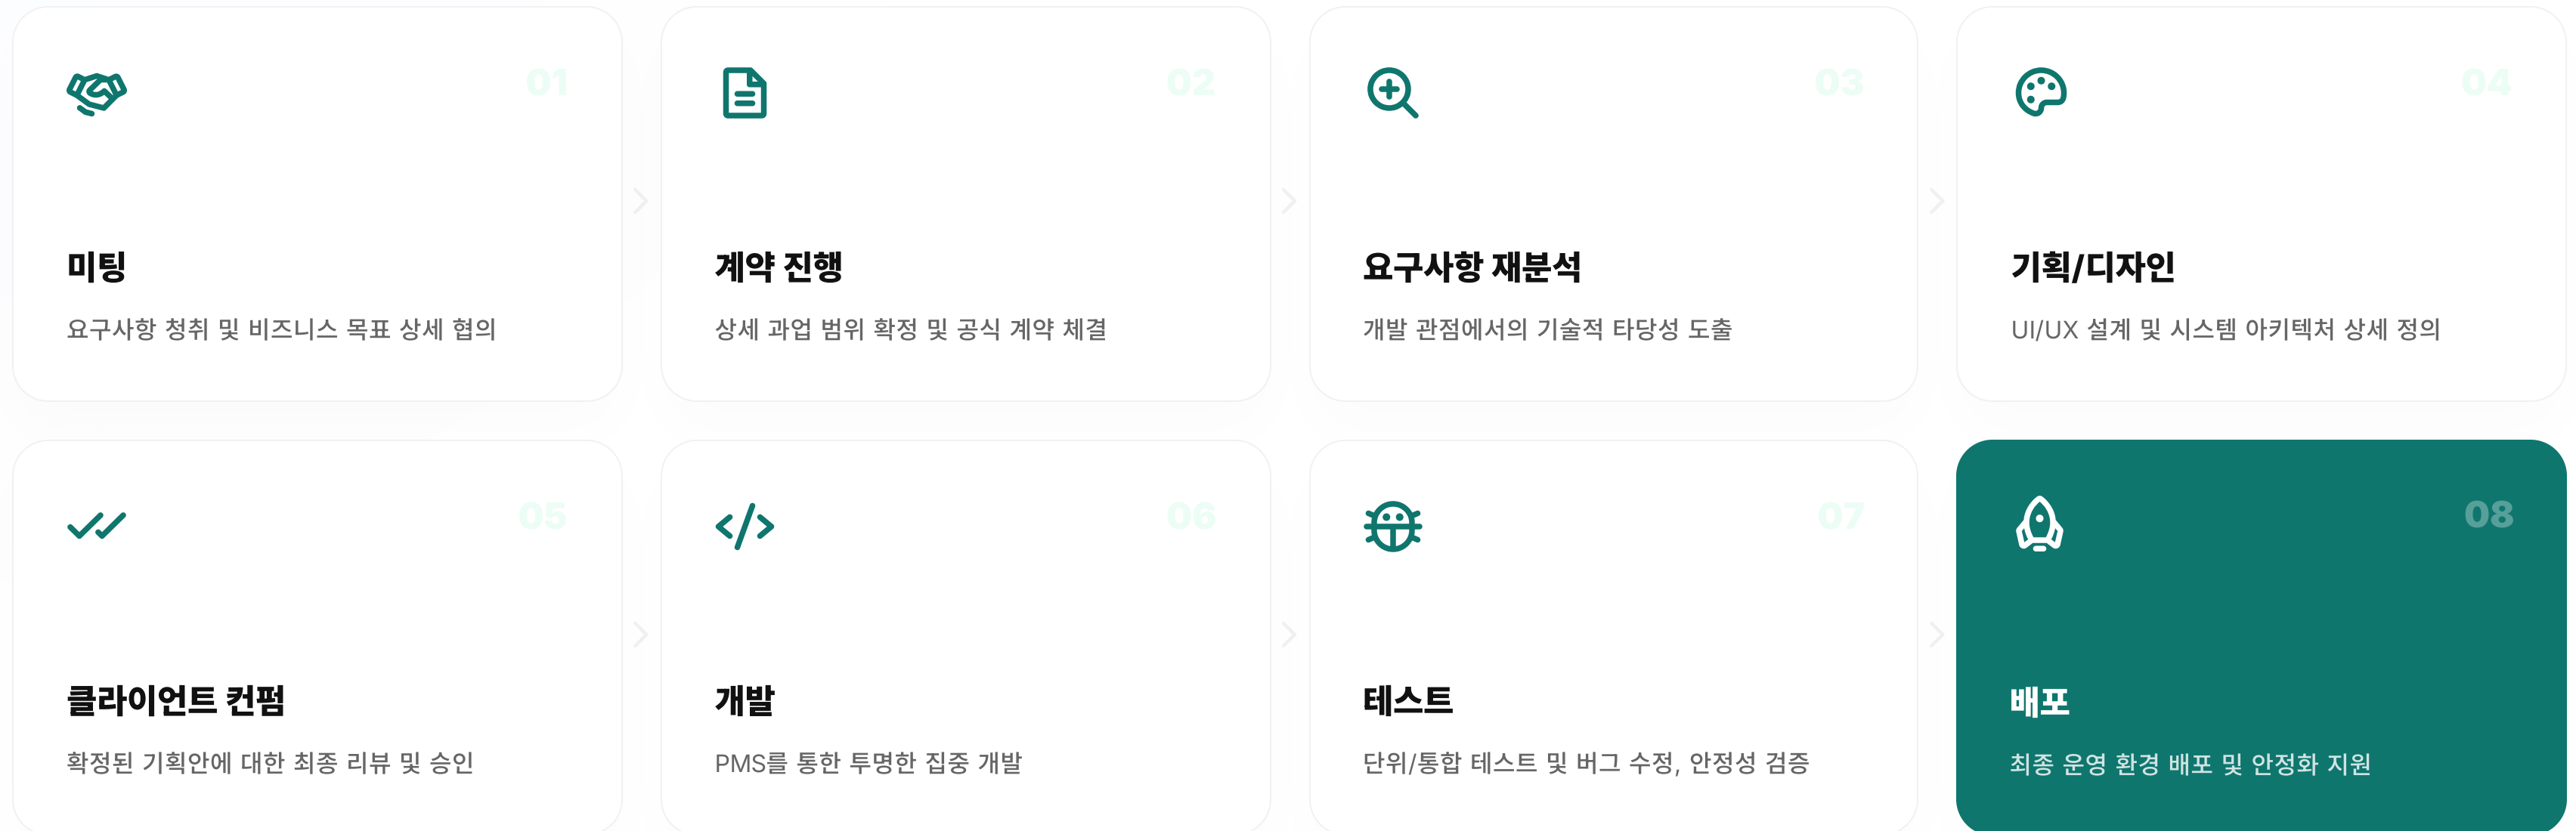 01
미팅
요구사항 청취 및 비즈니스 목표 상세 협의
02
계약 진행
상세 과업 범위 확정 및 공식 계약 체결
03
요구사항 재분석
개발 관점에서의 기술적 타당성 도출
04
기획/디자인
UI/UX 설계 및 시스템 아키텍처 상세 정의
05
클라이언트 컨펌
확정된 기획안에 대한 최종 리뷰 및 승인
06
개발
PMS를 통한 투명한 집중 개발
07
테스트
단위/통합 테스트 및 버그 수정, 안정성 검증
08
배포
최종 운영 환경 배포 및 안정화 지원